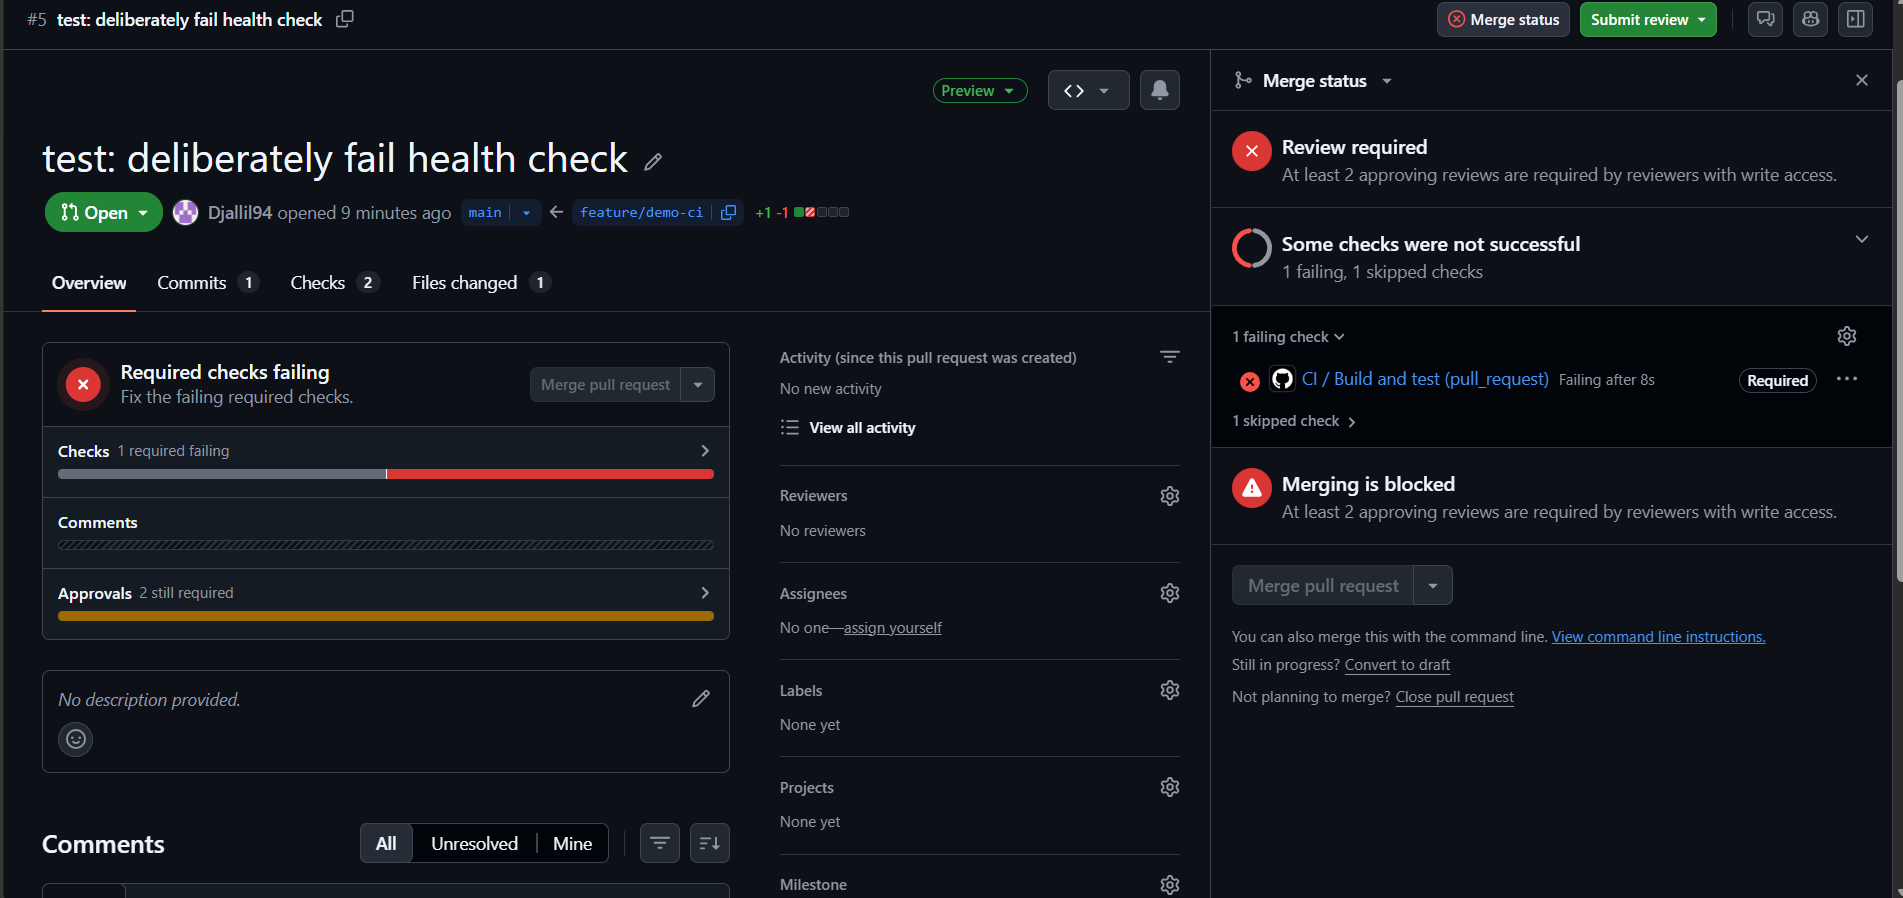 #5 test: deliberately fail health check
Merge status
Submit review
Preview
test: deliberately fail health check
Open
Djallil94 opened 9 minutes ago
main
feature/demo-ci
+1 -1
Overview
Commits 1
Checks 2
Files changed 1
Required checks failing
Fix the failing required checks.
Merge pull request
Checks 1 required failing
Comments
Approvals 2 still required
No description provided.
Comments
All
Unresolved
Mine
Activity (since this pull request was created)
No new activity
View all activity
Reviewers
No reviewers
Assignees
No one—assign yourself
Labels
None yet
Projects
None yet
Milestone
Merge status
Review required
At least 2 approving reviews are required by reviewers with write access.
Some checks were not successful
1 failing, 1 skipped checks
1 failing check
CI / Build and test (pull_request) Failing after 8s
Required
1 skipped check
Merging is blocked
At least 2 approving reviews are required by reviewers with write access.
Merge pull request
You can also merge this with the command line. View command line instructions.
Still in progress? Convert to draft
Not planning to merge? Close pull request